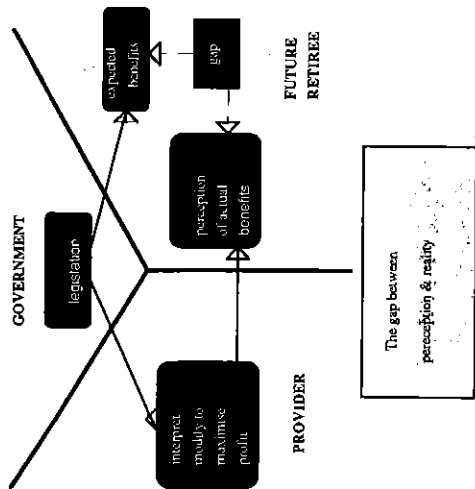 GOVERNMENT
legislation
expected
benefits
gap
FUTURE
RETIREE
perception
of actual
benefits
interpret
modify to
maximise
profit
PROVIDER
The gap between
pereception & reality